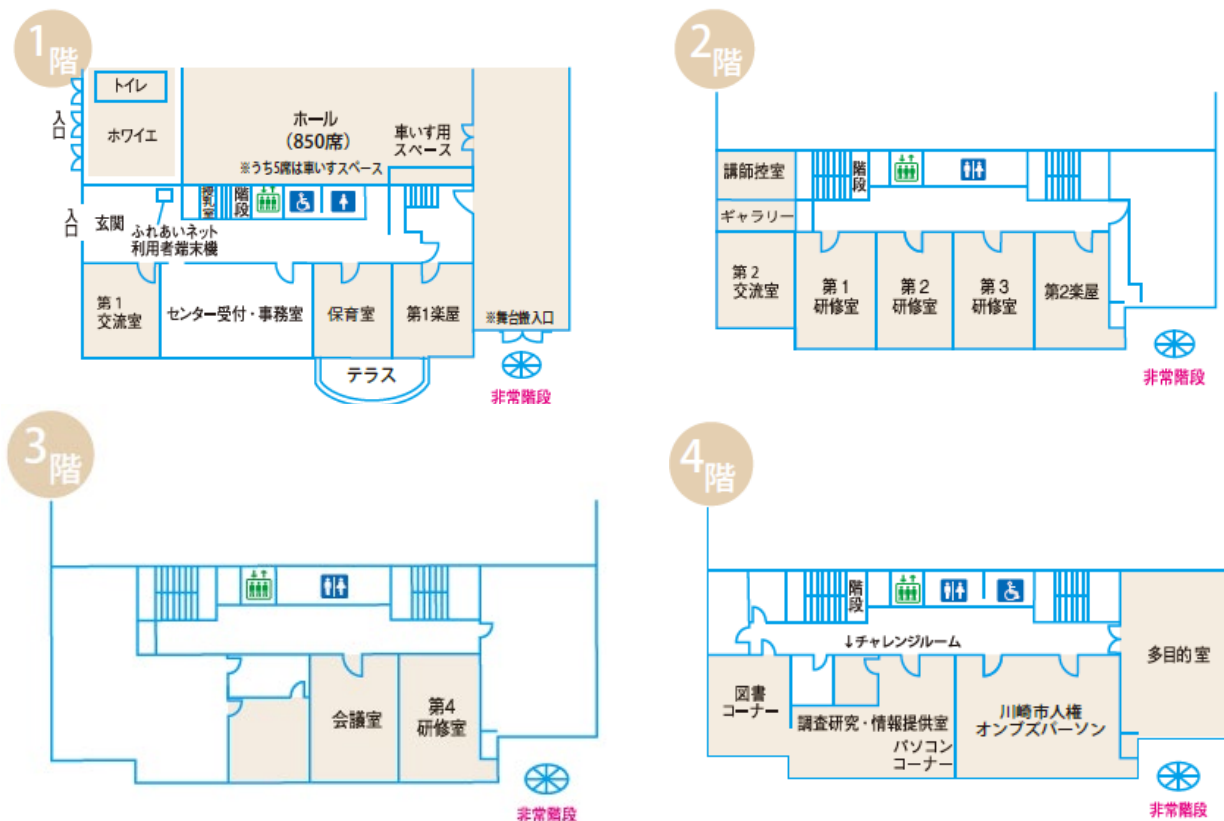 1階
トイレ
入口
ホワイエ
ホール
(850席)
※うち5席は車いすスペース
車いす用
スペース
授乳室
階段
入口
玄関
ふれあいネット
利用者端末機
第1
交流室
センター受付・事務室
保育室
第1楽屋
※舞台搬入口
テラス
非常階段
2階
講師控室
階段
ギャラリー
第2
交流室
第1
研修室
第2
研修室
第3
研修室
第2楽屋
非常階段
3階
会議室
第4
研修室
非常階段
4階
階段
↓チャレンジルーム
多目的室
図書
コーナー
調査研究・情報提供室
パソコン
コーナー
川崎市人権
オンブズパーソン
非常階段